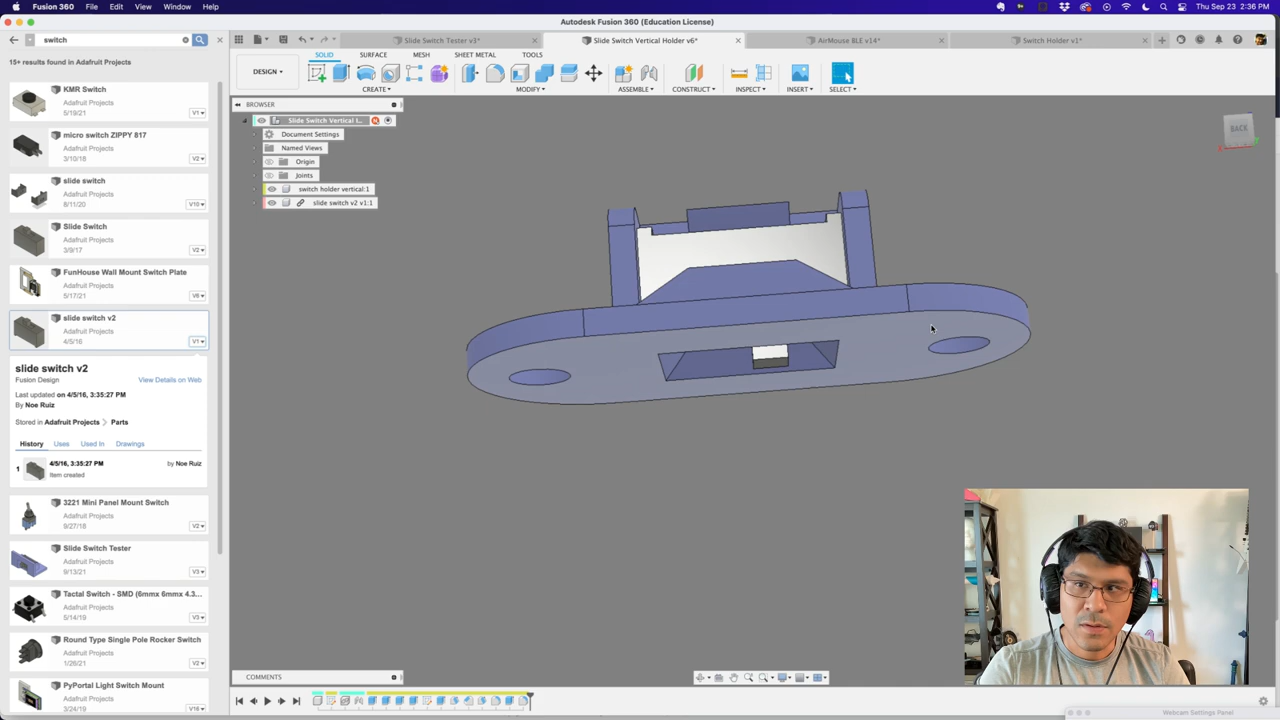 Fusion 360 File Edit View Window Help
Thu Sep 23 2:36 PM
Autodesk Fusion 360 (Education License)
switch
Slide Switch Tester v3*
Slide Switch Vertical Holder v6*
AirMouse BLE v14*
Switch Holder v1*
15+ results found in Adafruit Projects
SOLID SURFACE MESH SHEET METAL TOOLS
DESIGN
CREATE MODIFY ASSEMBLE CONSTRUCT INSPECT INSERT SELECT
BROWSER
Slide Switch Vertical I...
Document Settings
Named Views
Origin
Joints
switch holder vertical:1
slide switch v2 v1:1
BACK
KMR Switch
Adafruit Projects
5/19/21 V1
micro switch ZIPPY 817
Adafruit Projects
3/10/18 V2
slide switch
Adafruit Projects
8/11/20 V10
Slide Switch
Adafruit Projects
3/9/17 V2
FunHouse Wall Mount Switch Plate
Adafruit Projects
5/17/21 V6
slide switch v2
Adafruit Projects
4/5/16 V1
slide switch v2
Fusion Design View Details on Web
Last updated on 4/5/16, 3:35:27 PM
By Noe Ruiz
Stored in Adafruit Projects > Parts
History Uses Used In Drawings
1 4/5/16, 3:35:27 PM by Noe Ruiz
Item created
3221 Mini Panel Mount Switch
Adafruit Projects
9/27/18 V2
Slide Switch Tester
Adafruit Projects
9/13/21 V3
Tactal Switch - SMD (6mmx 6mmx 4.3...
Adafruit Projects
5/14/19 V3
Round Type Single Pole Rocker Switch
Adafruit Projects
1/28/21 V2
PyPortal Light Switch Mount
Adafruit Projects
3/24/19 V16
COMMENTS
Webcam Settings Panel